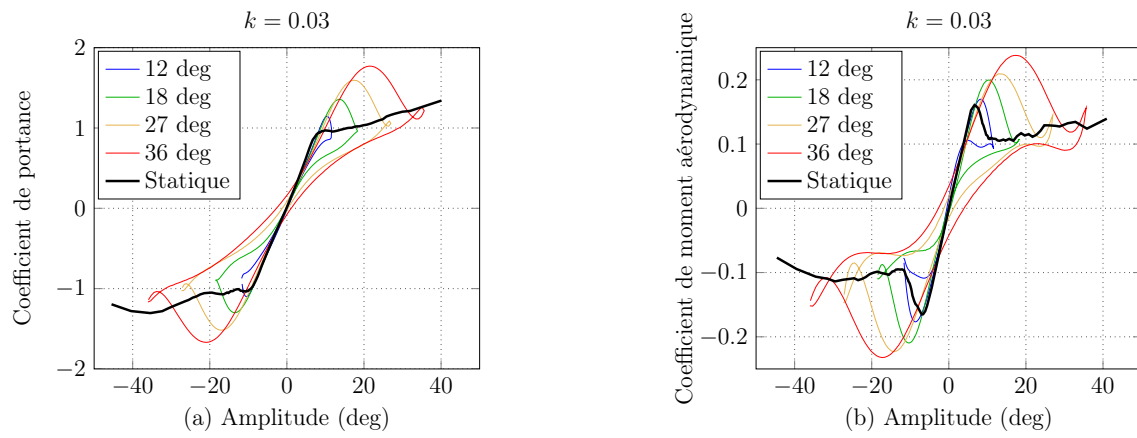 k = 0.03
Coefficient de portance
2
1
0
−1
−2
12 deg
18 deg
27 deg
36 deg
Statique
−40
−20
0
20
40
(a) Amplitude (deg)
k = 0.03
Coefficient de moment aérodynamique
0.2
0.1
0
−0.1
−0.2
12 deg
18 deg
27 deg
36 deg
Statique
−40
−20
0
20
40
(b) Amplitude (deg)